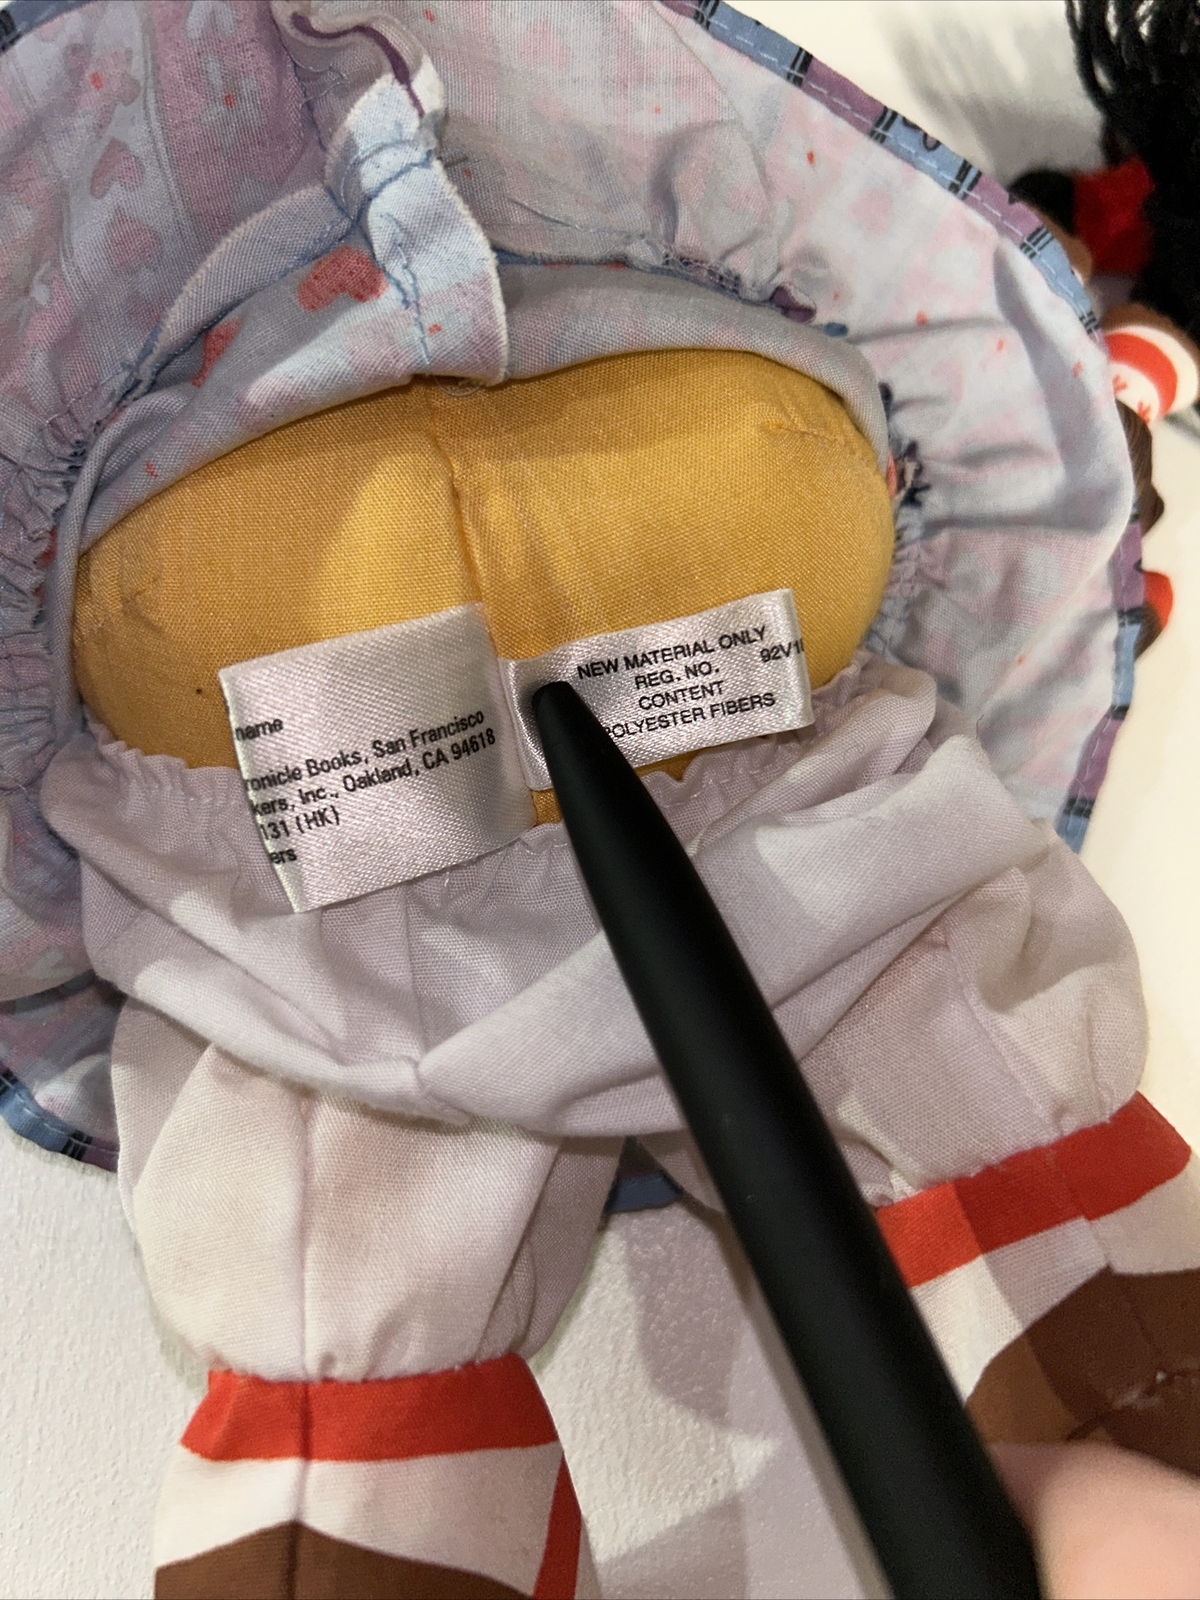 name
ronicle Books, San Francisco
kers, Inc., Oakland, CA 94618
131 (HK)
ers
NEW MATERIAL ONLY
REG. NO. 92V1
CONTENT
POLYESTER FIBERS